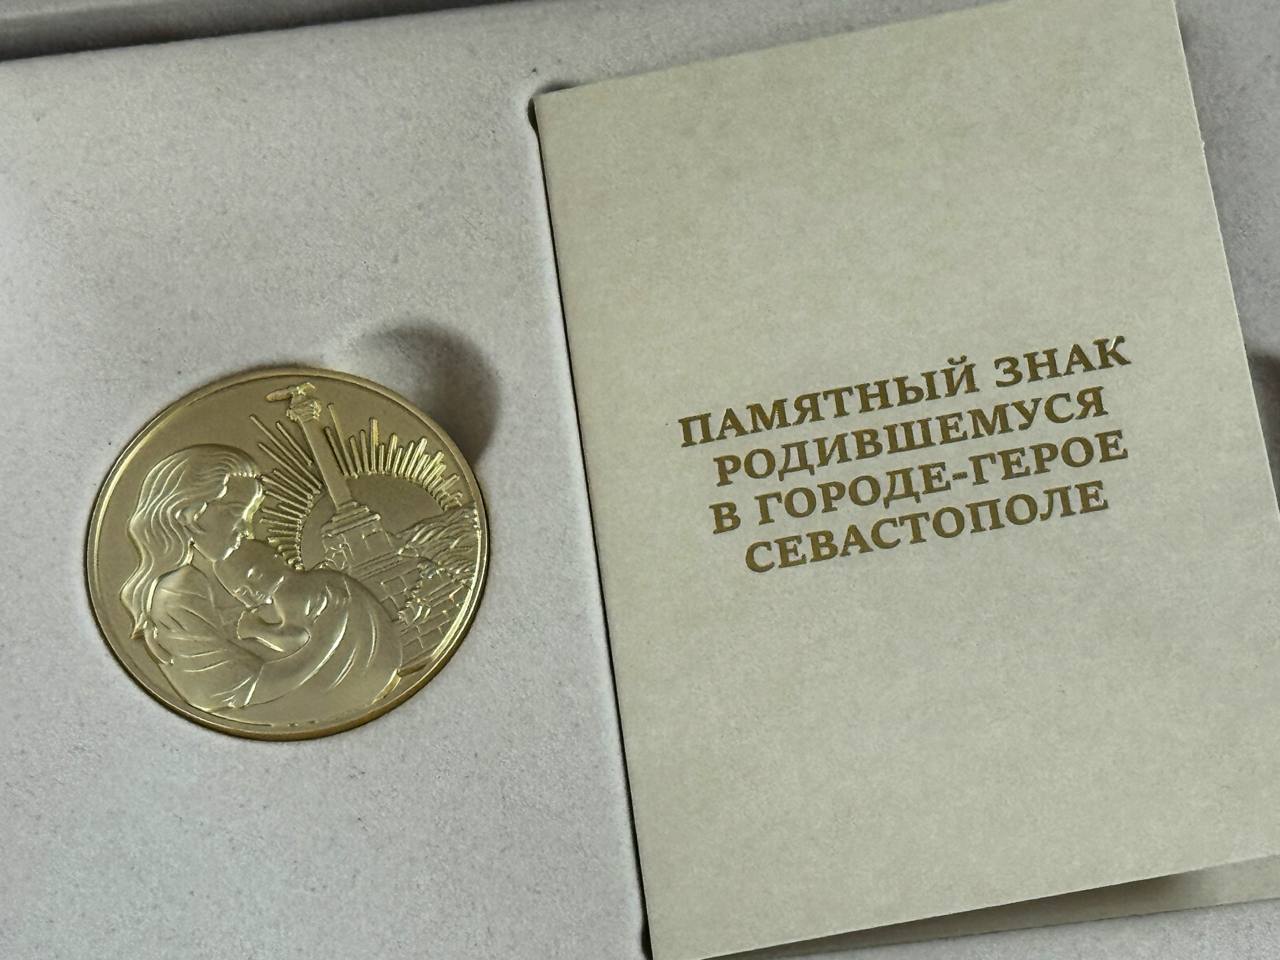 ПАМЯТНЫЙ ЗНАК
РОДИВШЕМУСЯ
В ГОРОДЕ-ГЕРОЕ
СЕВАСТОПОЛЕ